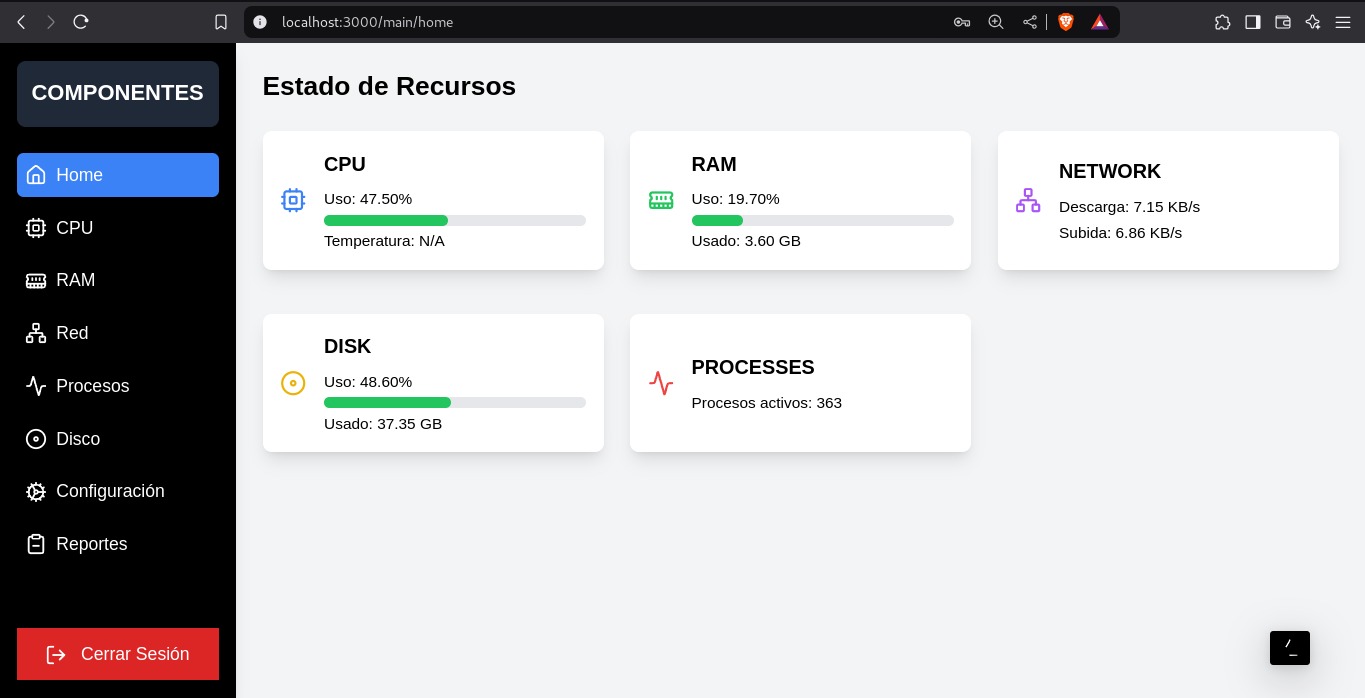 localhost:3000/main/home
COMPONENTES
Home
CPU
RAM
Red
Procesos
Disco
Configuración
Reportes
Cerrar Sesión
Estado de Recursos
CPU
Uso: 47.50%
Temperatura: N/A
RAM
Uso: 19.70%
Usado: 3.60 GB
NETWORK
Descarga: 7.15 KB/s
Subida: 6.86 KB/s
DISK
Uso: 48.60%
Usado: 37.35 GB
PROCESSES
Procesos activos: 363